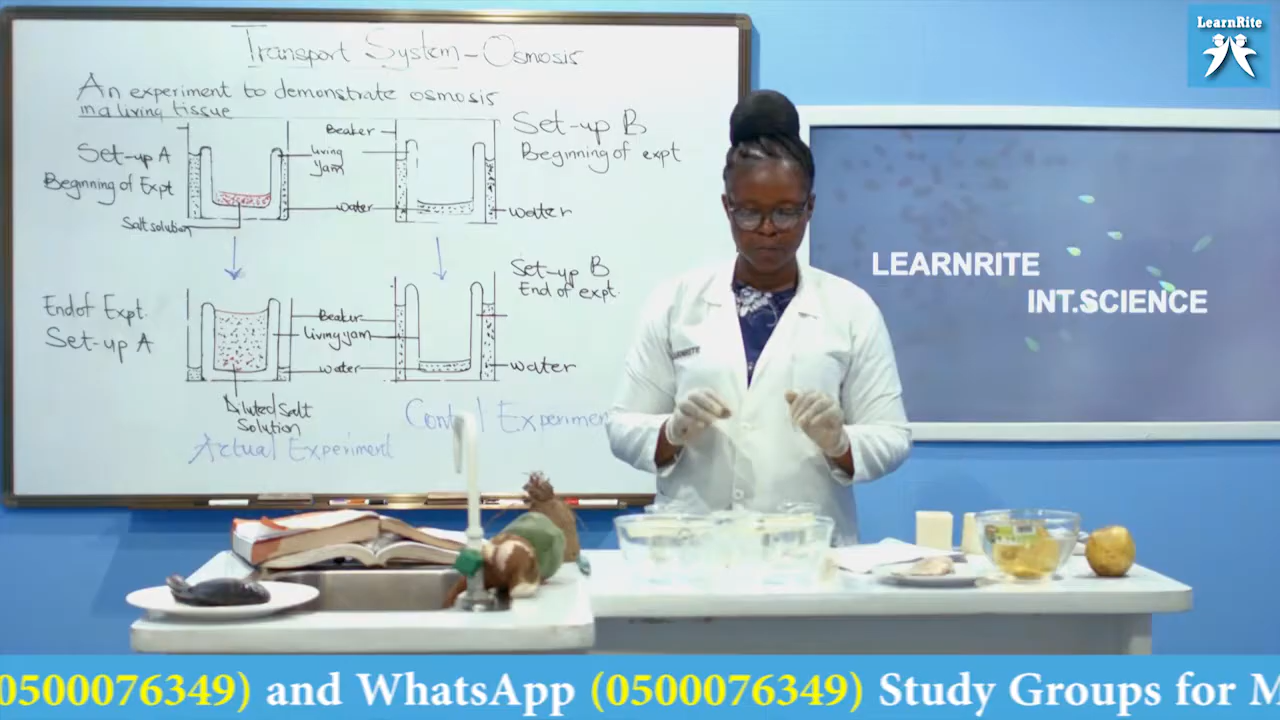 LearnRite
Transport System - Osmosis
An experiment to demonstrate osmosis
in a living tissue
Set-up A
Beginning of Expt
Salt solution
Beaker
living
yam
water
Set-up B
Beginning of expt
water
End of Expt.
Set-up A
Beaker
living yam
water
Set-up B
End of expt.
water
Diluted Salt
Solution
Actual Experiment
Control Experimen
LEARNRITE
INT.SCIENCE
0500076349) and WhatsApp (0500076349) Study Groups for M